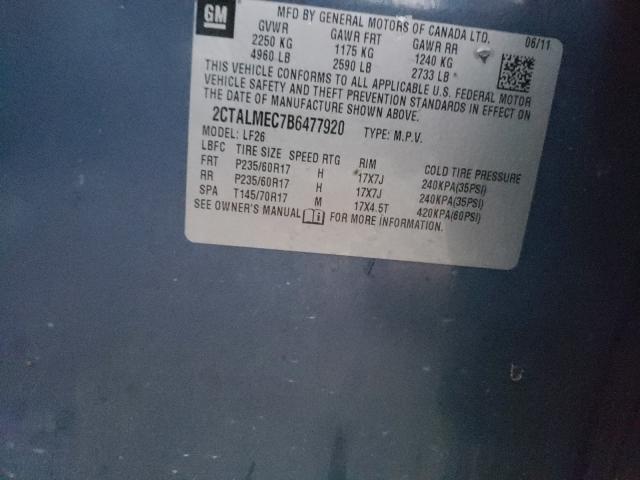 GM
MFD BY GENERAL MOTORS OF CANADA LTD.
GVWR GAWR FRT GAWR RR 06/11
2250 KG 1175 KG 1240 KG
4960 LB 2590 LB 2733 LB
THIS VEHICLE CONFORMS TO ALL APPLICABLE U.S. FEDERAL MOTOR
VEHICLE SAFETY AND THEFT PREVENTION STANDARDS IN EFFECT ON
THE DATE OF MANUFACTURE SHOWN ABOVE.
2CTALMEC7B6477920 TYPE: M.P.V.
MODEL: LF26
LBFC TIRE SIZE SPEED RTG RIM COLD TIRE PRESSURE
FRT P235/60R17 H 17X7J 240KPA(35PSI)
RR P235/60R17 H 17X7J 240KPA(35PSI)
SPA T145/70R17 M 17X4.5T 420KPA(60PSI)
SEE OWNER'S MANUAL FOR MORE INFORMATION.